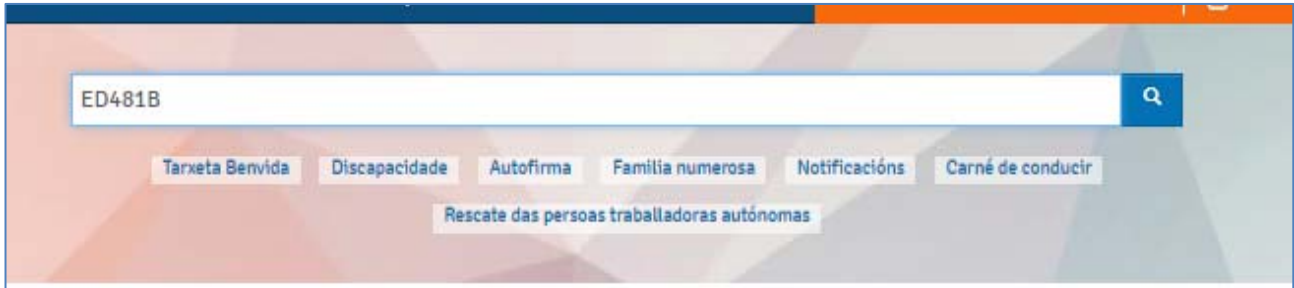 ED481B
Tarxeta Benvida Discapacidade Autofirma Familia numerosa Notificacións Carné de conducir
Rescate das persoas traballadoras autónomas